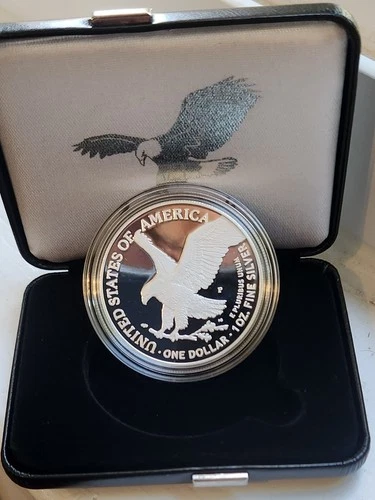 UNITED STATES OF AMERICA
E PLURIBUS UNUM
· ONE DOLLAR · 1 OZ. FINE SILVER